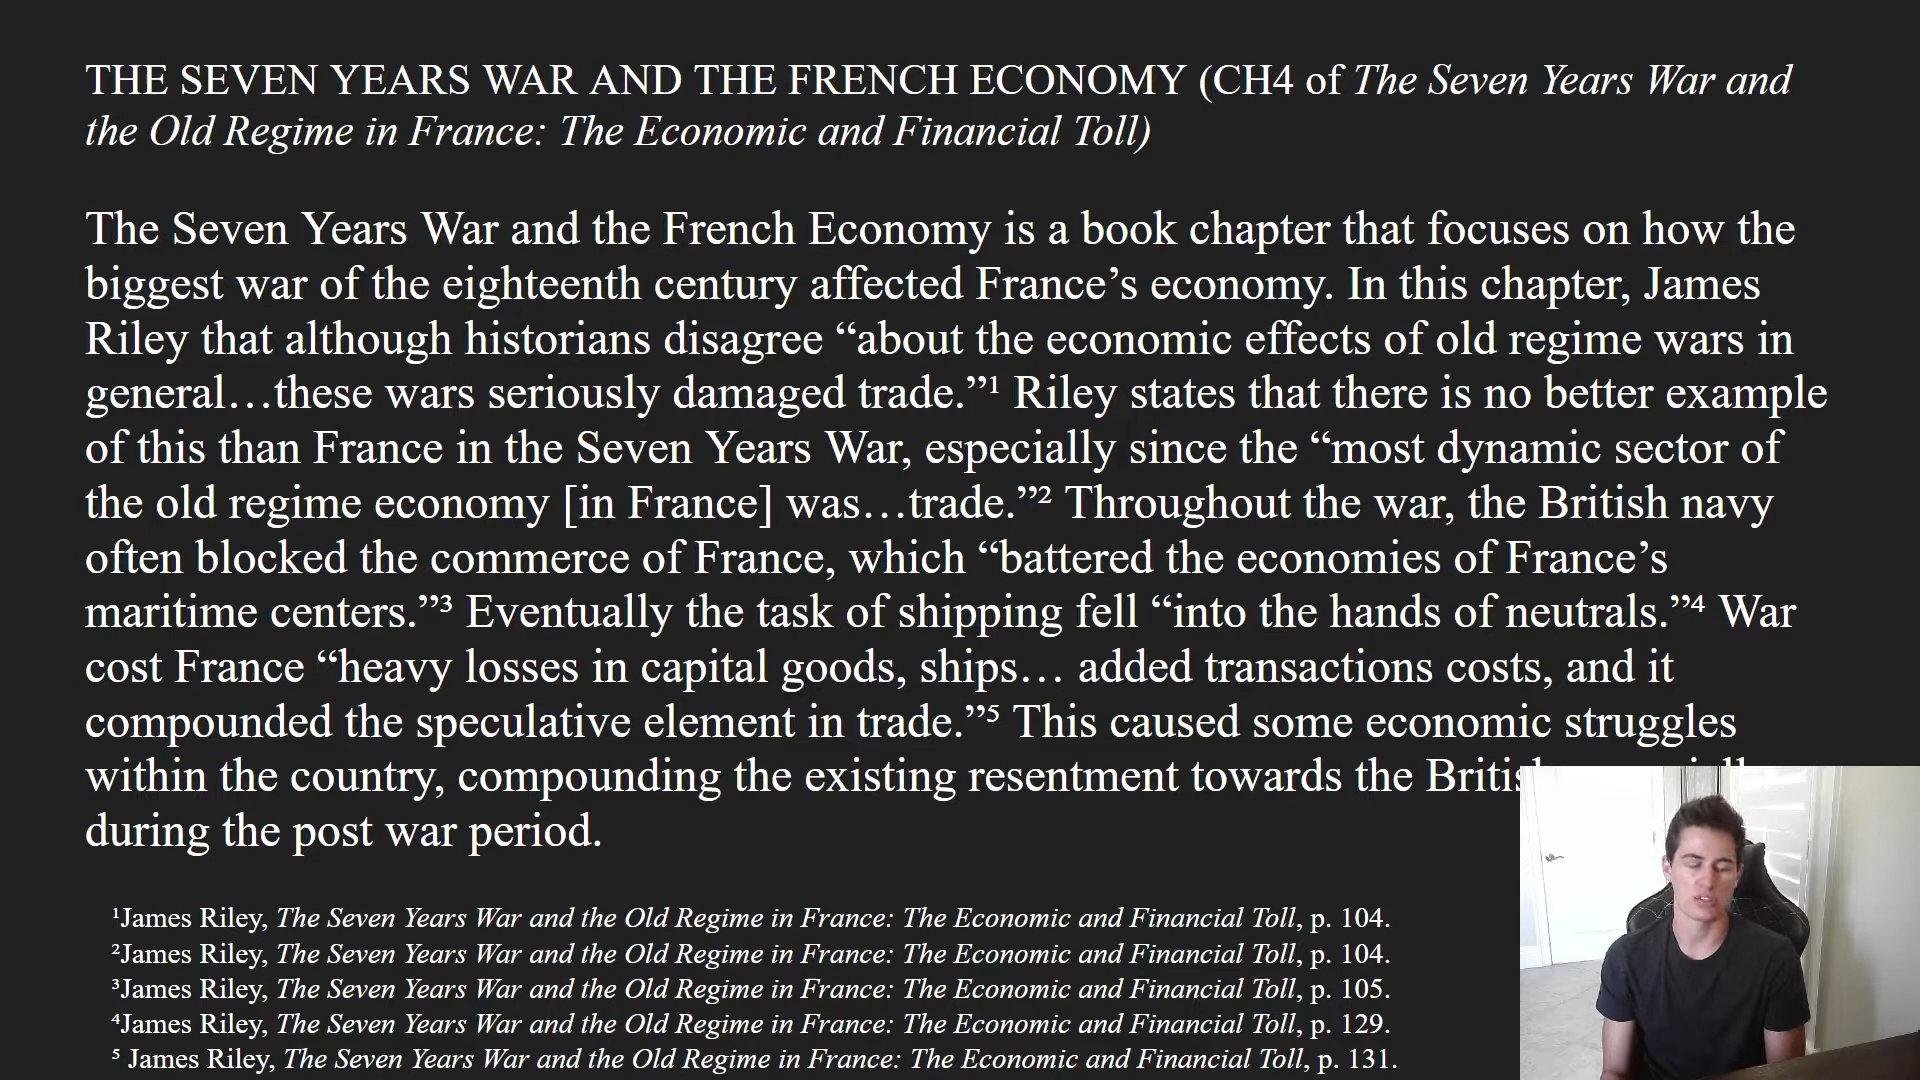 THE SEVEN YEARS WAR AND THE FRENCH ECONOMY (CH4 of The Seven Years War and
the Old Regime in France: The Economic and Financial Toll)
The Seven Years War and the French Economy is a book chapter that focuses on how the
biggest war of the eighteenth century affected France’s economy. In this chapter, James
Riley that although historians disagree “about the economic effects of old regime wars in
general…these wars seriously damaged trade.”¹ Riley states that there is no better example
of this than France in the Seven Years War, especially since the “most dynamic sector of
the old regime economy [in France] was…trade.”² Throughout the war, the British navy
often blocked the commerce of France, which “battered the economies of France’s
maritime centers.”³ Eventually the task of shipping fell “into the hands of neutrals.”⁴ War
cost France “heavy losses in capital goods, ships… added transactions costs, and it
compounded the speculative element in trade.”⁵ This caused some economic struggles
within the country, compounding the existing resentment towards the
during the post war period.
¹James Riley, The Seven Years War and the Old Regime in France: The Economic and Financial Toll, p. 104.
²James Riley, The Seven Years War and the Old Regime in France: The Economic and Financial Toll, p. 104.
³James Riley, The Seven Years War and the Old Regime in France: The Economic and Financial Toll, p. 105.
⁴James Riley, The Seven Years War and the Old Regime in France: The Economic and Financial Toll, p. 129.
⁵ James Riley, The Seven Years War and the Old Regime in France: The Economic and Financial Toll, p. 131.